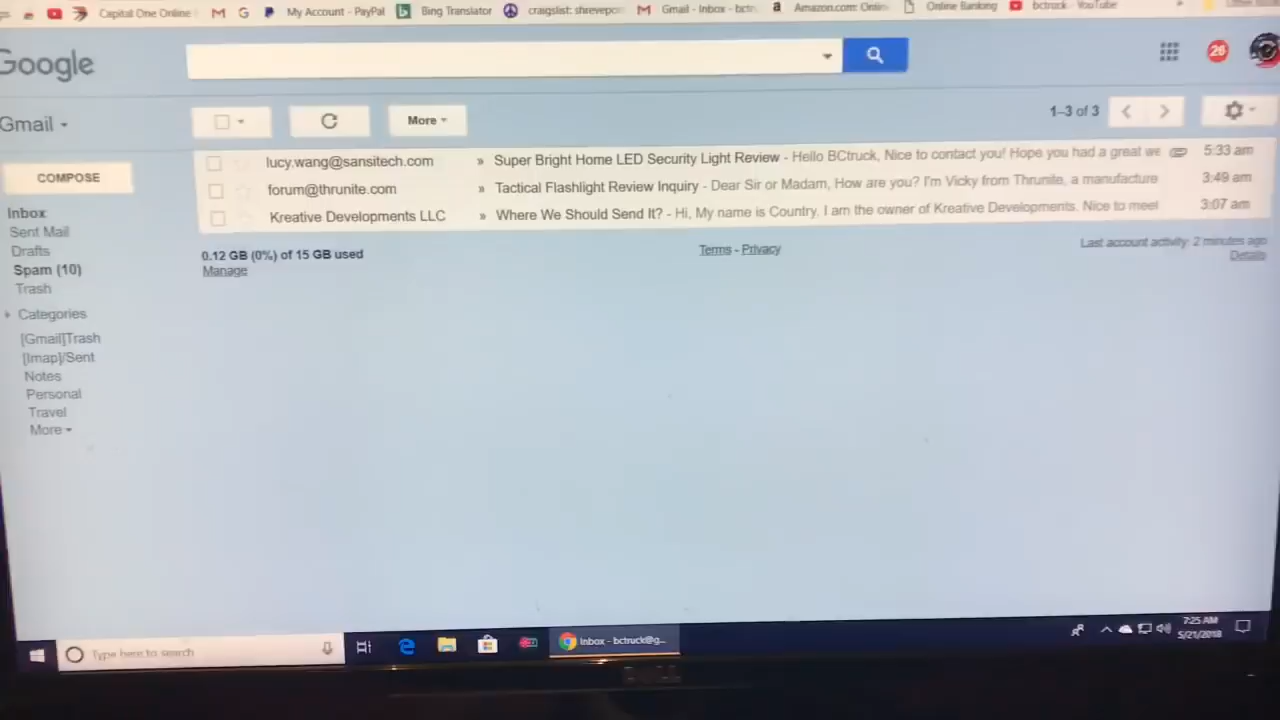 Capital One Online
My Account - PayPal
Bing Translator
craigslist: shrevepo
Gmail - Inbox - bctr
Amazon.com: Onlin
Online Banking
bctruck - YouTube
Google
26
Gmail
More
1–3 of 3
COMPOSE
lucy.wang@sansitech.com » Super Bright Home LED Security Light Review - Hello BCtruck, Nice to contact you! Hope you had a great we 5:33 am
forum@thrunite.com » Tactical Flashlight Review Inquiry - Dear Sir or Madam, How are you? I'm Vicky from Thrunite, a manufacture 3:49 am
Kreative Developments LLC » Where We Should Send It? - Hi, My name is Country. I am the owner of Kreative Developments. Nice to meet 3:07 am
Inbox
Sent Mail
Drafts
Spam (10)
Trash
Categories
[Gmail]Trash
[Imap]/Sent
Notes
Personal
Travel
More
0.12 GB (0%) of 15 GB used
Manage
Terms - Privacy
Last account activity: 2 minutes ago
Details
Type here to search
Inbox - bctruck@g...
7:25 AM
5/21/2018
DELL